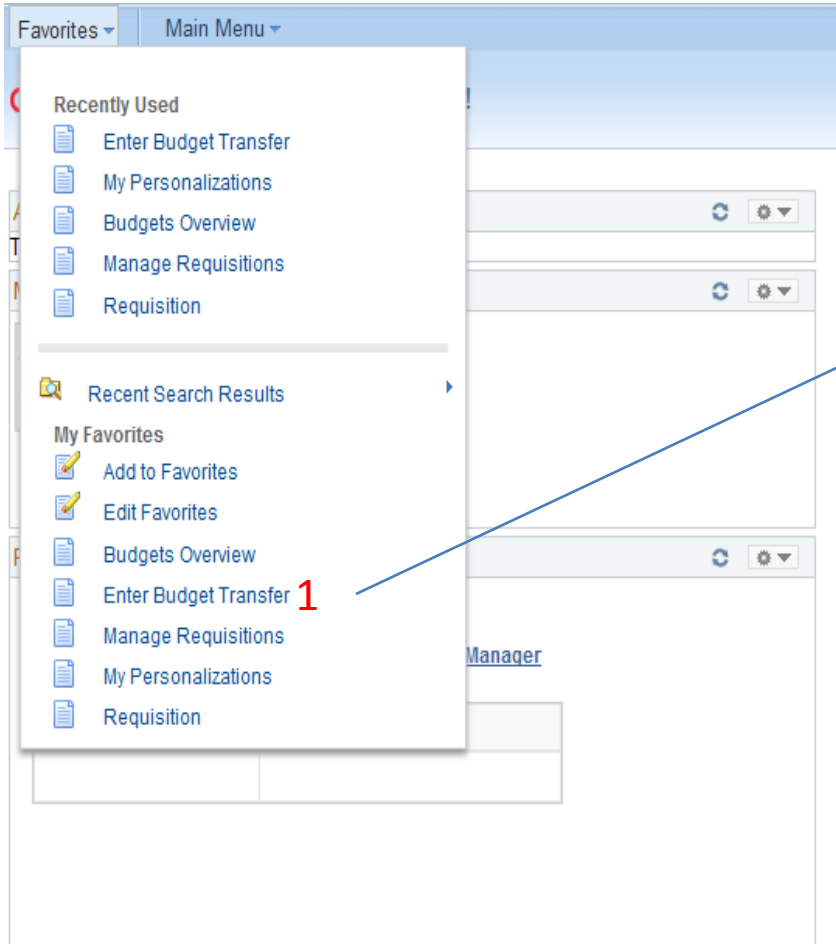 Favorites Main Menu
!
Recently Used
Enter Budget Transfer
My Personalizations
Budgets Overview
Manage Requisitions
Requisition
Recent Search Results
My Favorites
Add to Favorites
Edit Favorites
Budgets Overview
Enter Budget Transfer 1
Manage Requisitions
Manager
My Personalizations
Requisition